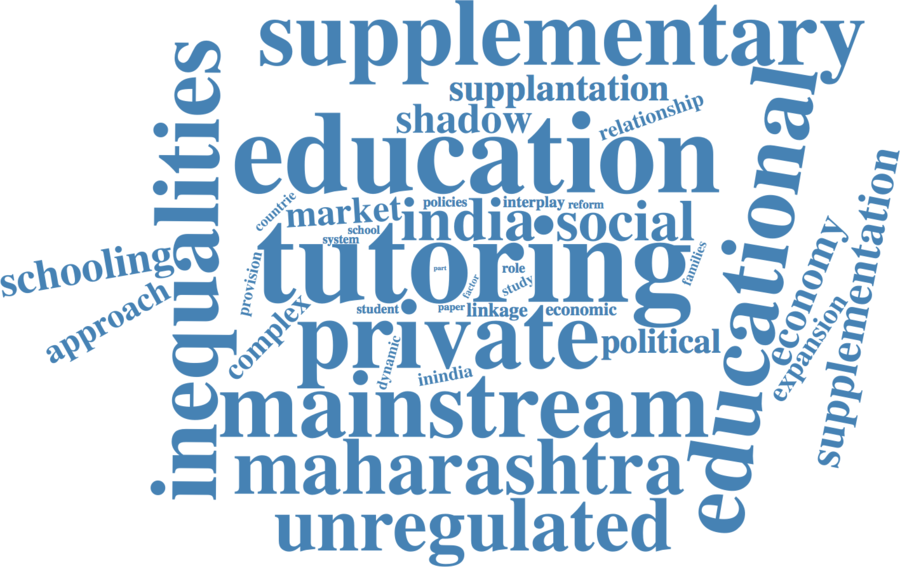 supplementary
supplantation
shadow
relationship
education
inequalities
educational
supplementation
countrie
market
policies
interplay
reform
india
social
school
system
tutoring
schooling
approach
provision
part
factor
role
study
families
economy
expansion
complex
student
paper
linkage
economic
private
political
dynamic
inindia
mainstream
maharashtra
unregulated